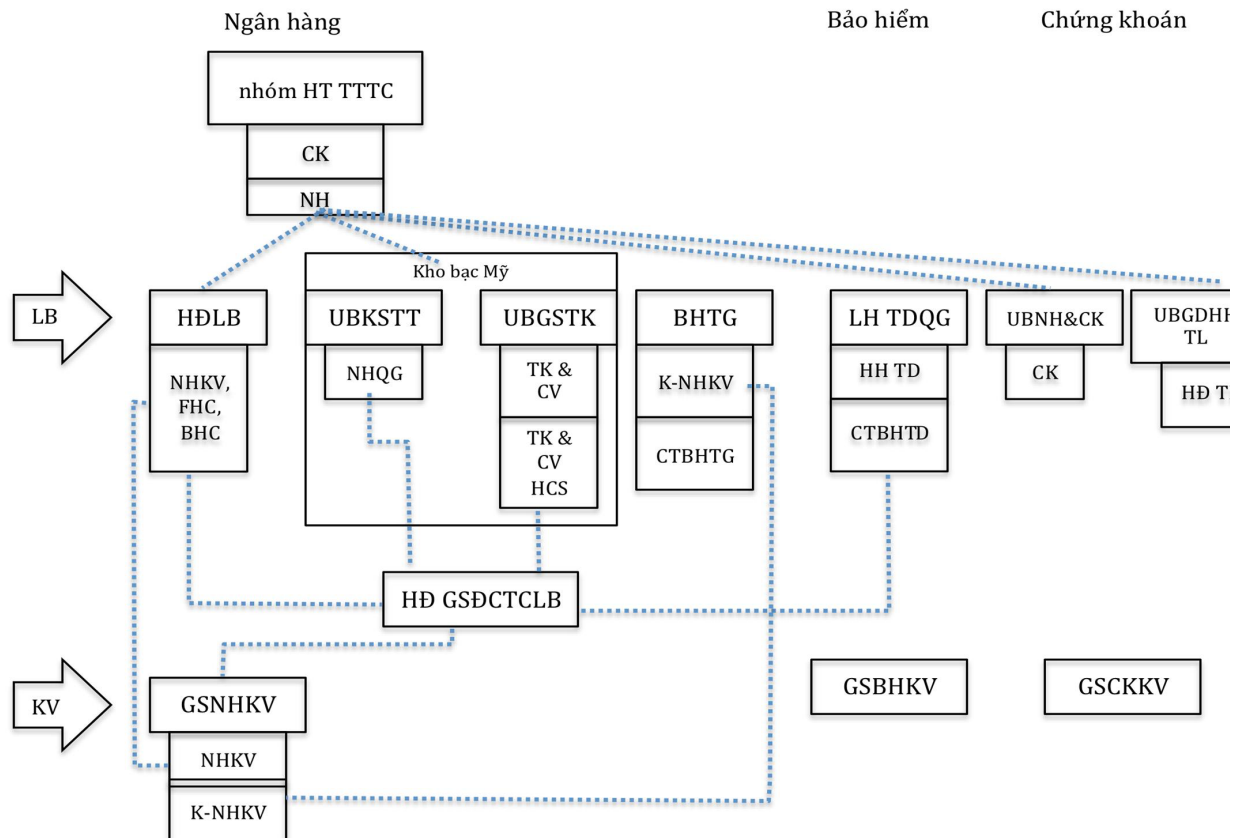 Ngân hàng
Bảo hiểm
Chứng khoán
nhóm HT TTTC
CK
NH
Kho bạc Mỹ
LB
HĐLB
UBKSTT
UBGSTK
BHTG
LH TDQG
UBNH&CK
UBGDHH
TL
NHKV,
FHC,
BHC
NHQG
TK &
CV
TK &
CV
HCS
K-NHKV
CTBHTG
HH TD
CTBHTD
CK
HĐ T
HĐ GSĐCTCLB
KV
GSNHKV
NHKV
K-NHKV
GSBHKV
GSCKKV